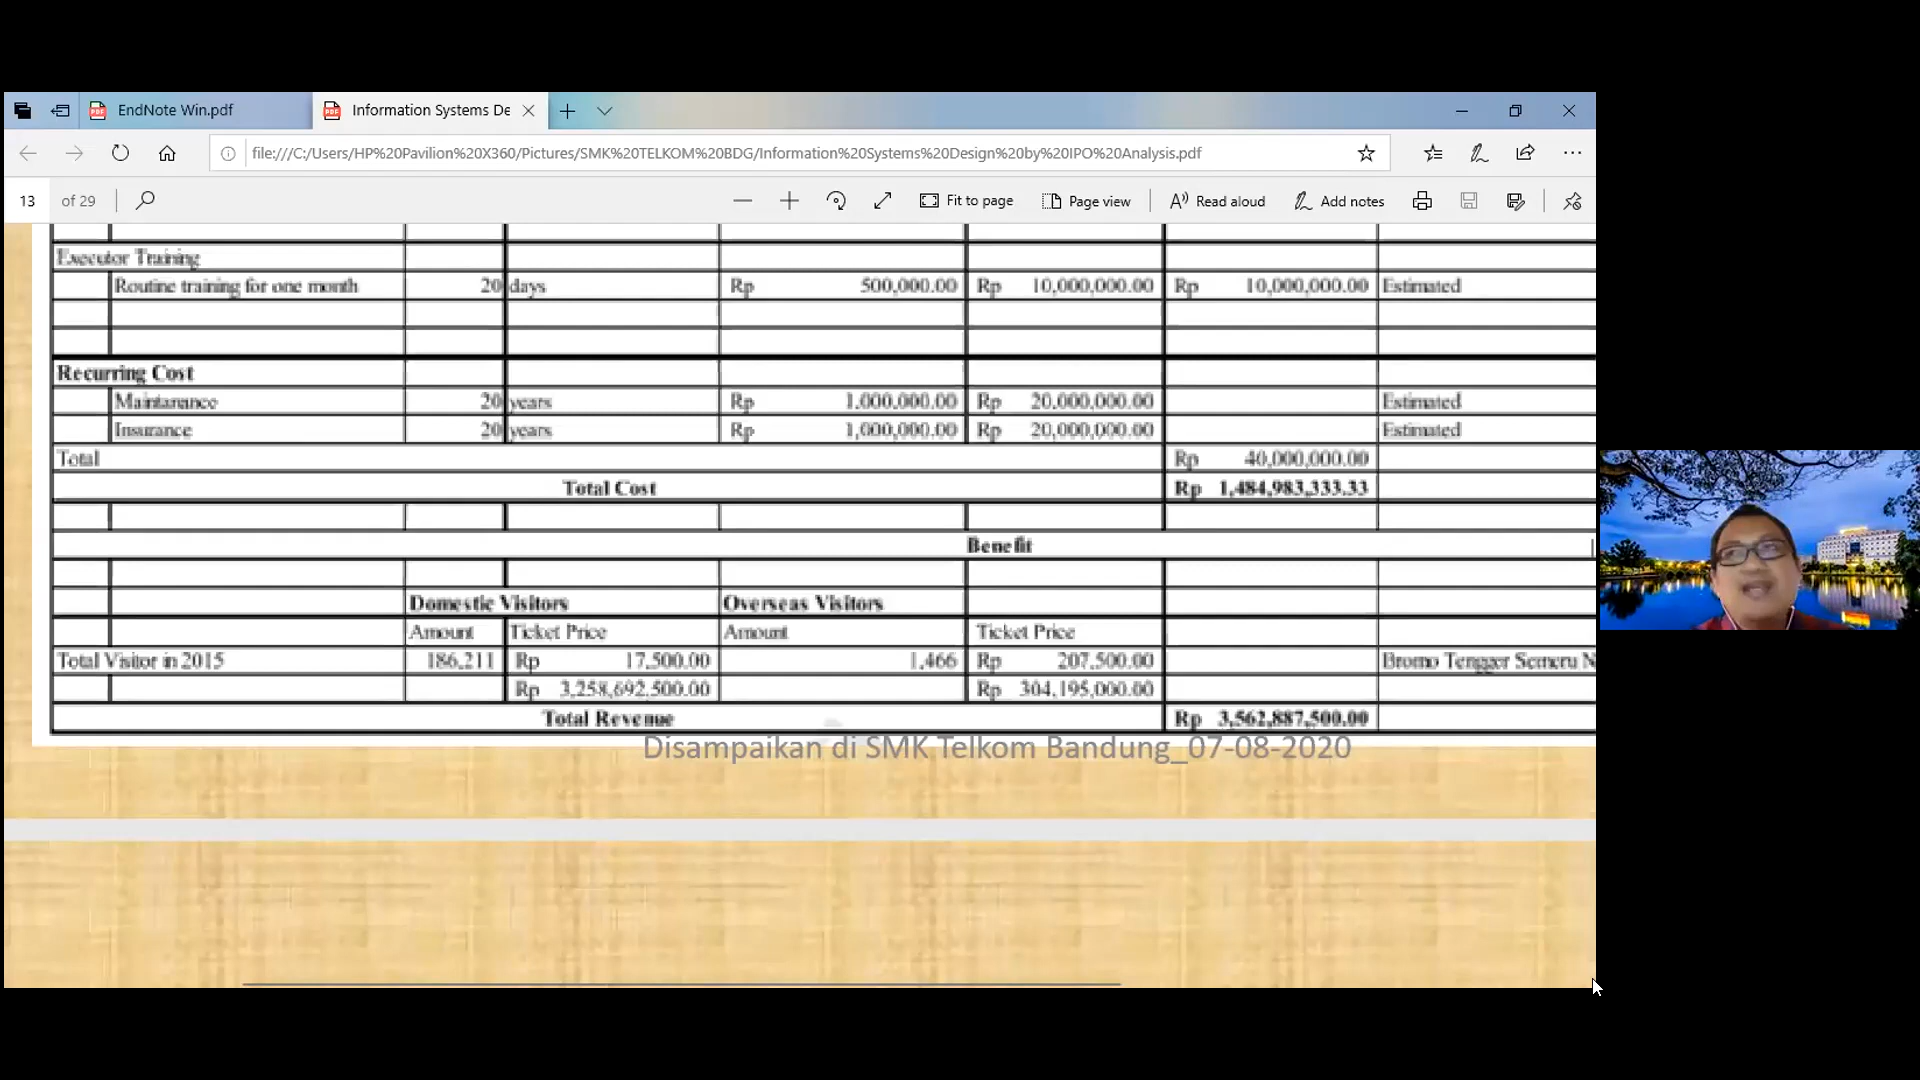 EndNote Win.pdf
Information Systems De
file:///C:/Users/HP%20Pavilion%20X360/Pictures/SMK%20TELKOM%20BDG/Information%20Systems%20Design%20by%20IPO%20Analysis.pdf
13 of 29 Fit to page Page view Read aloud Add notes
Executor Training
Routine training for one month 20 days Rp 500,000.00 Rp 10,000,000.00 Rp 10,000,000.00 Estimated
Recurring Cost
Maintanance 20 years Rp 1,000,000.00 Rp 20,000,000.00 Estimated
Insurance 20 years Rp 1,000,000.00 Rp 20,000,000.00 Estimated
Total Rp 40,000,000.00
Total Cost Rp 1,484,983,333.33
Benefit
Domestic Visitors Overseas Visitors
Amount Ticket Price Amount Ticket Price
Total Visitor in 2015 186,211 Rp 17,500.00 1,466 Rp 207,500.00 Bromo Tengger Semeru N
Rp 3,258,692,500.00 Rp 304,195,000.00
Total Revenue Rp 3,562,887,500.00
Disampaikan di SMK Telkom Bandung_07-08-2020